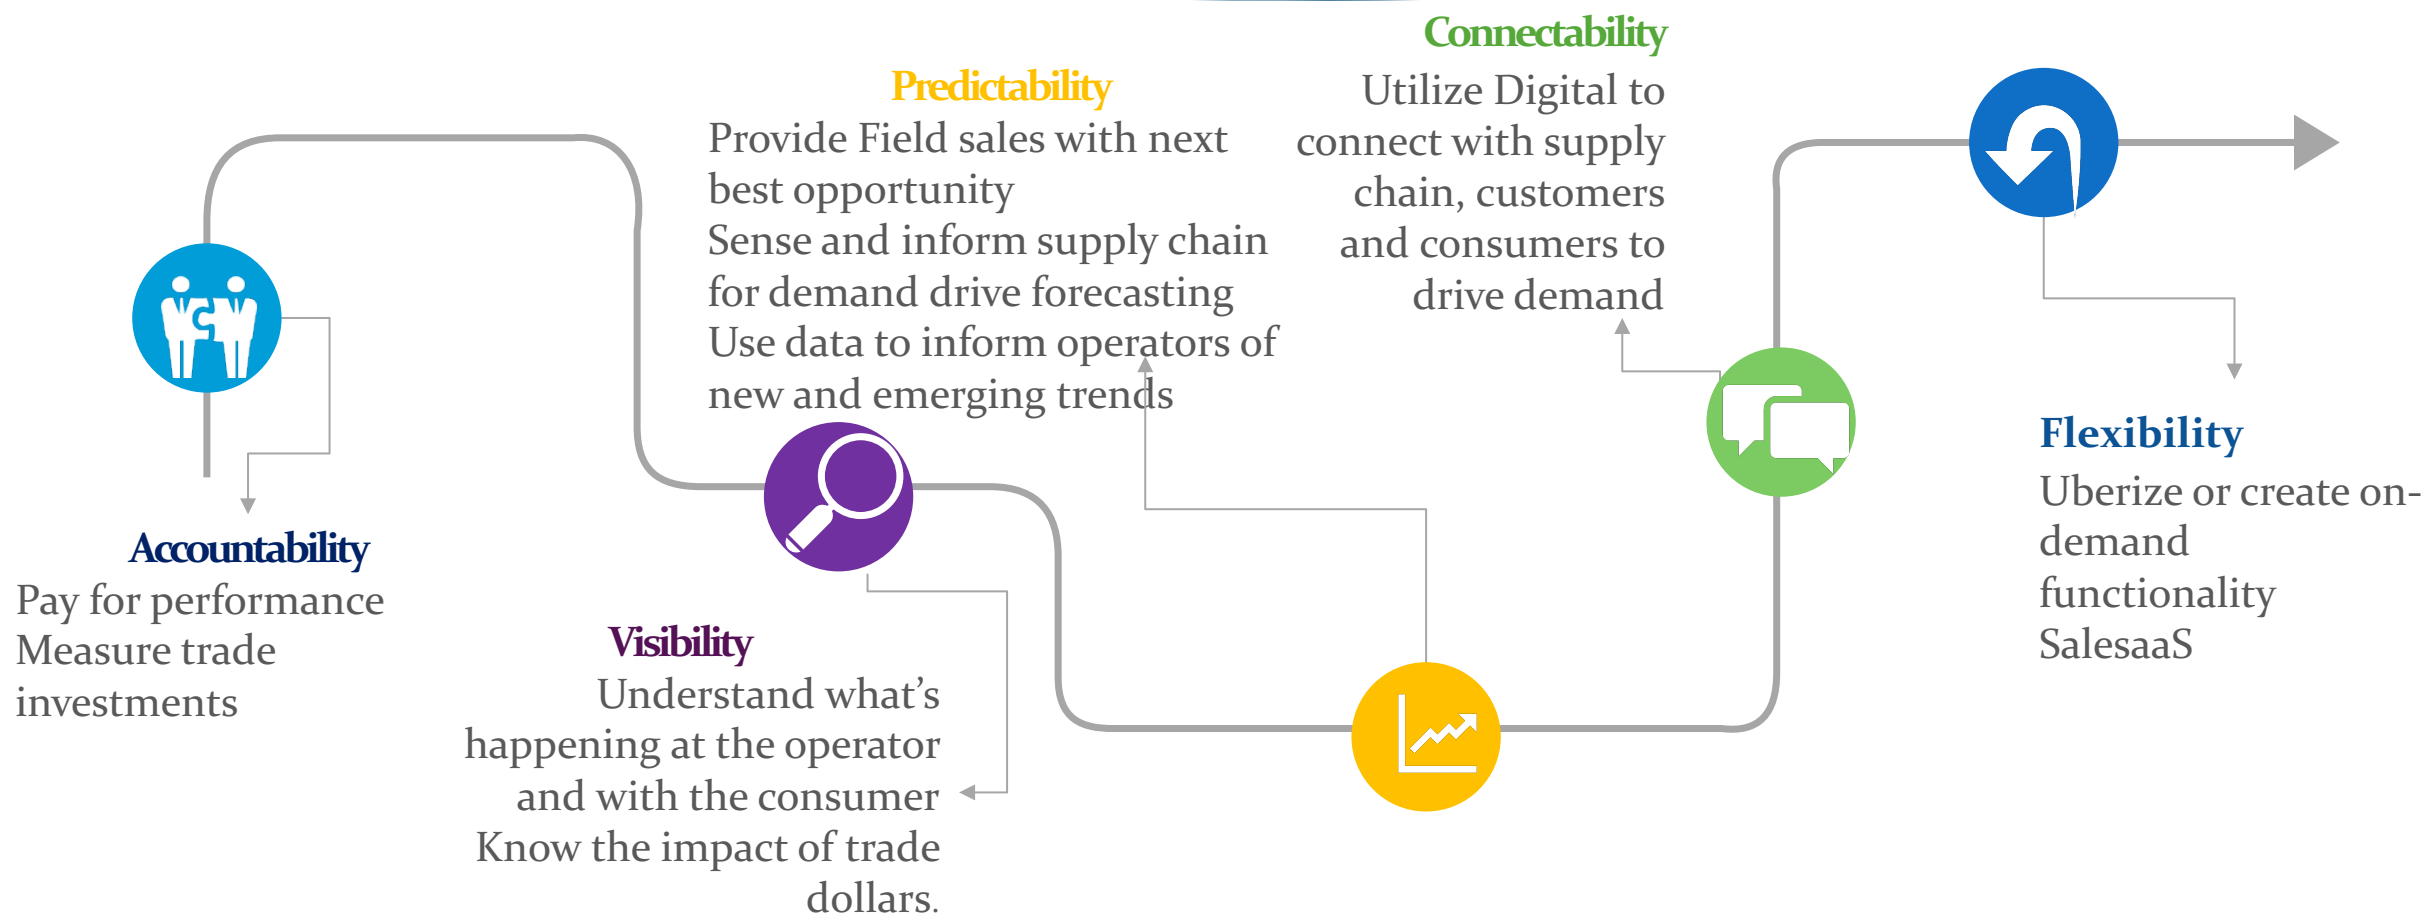 Accountability
Pay for performance
Measure trade
investments
Visibility
Understand what’s
happening at the operator
and with the consumer
Know the impact of trade
dollars.
Predictability
Provide Field sales with next
best opportunity
Sense and inform supply chain
for demand drive forecasting
Use data to inform operators of
new and emerging trends
Connectability
Utilize Digital to
connect with supply
chain, customers
and consumers to
drive demand
Flexibility
Uberize or create on-
demand
functionality
SalesaaS